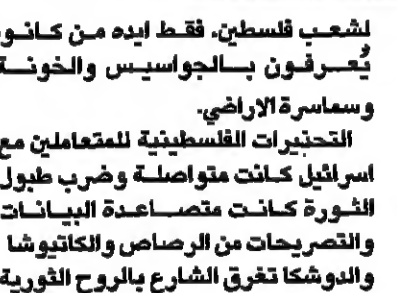 لشعب فلسطين، فقط ايده من كانو
يُعرفون بالجواسيس والخونة
وسماسرة الاراضي.
التحذيرات الفلسطينية للمتعاملين مع
اسرائيل كانت متواصلة وضرب طبول
الثورة كانت متصاعدة البيانات
والتصريحات من الرصاص والكاتيوشا
والدوشكا تغرق الشارع بالروح الثورية